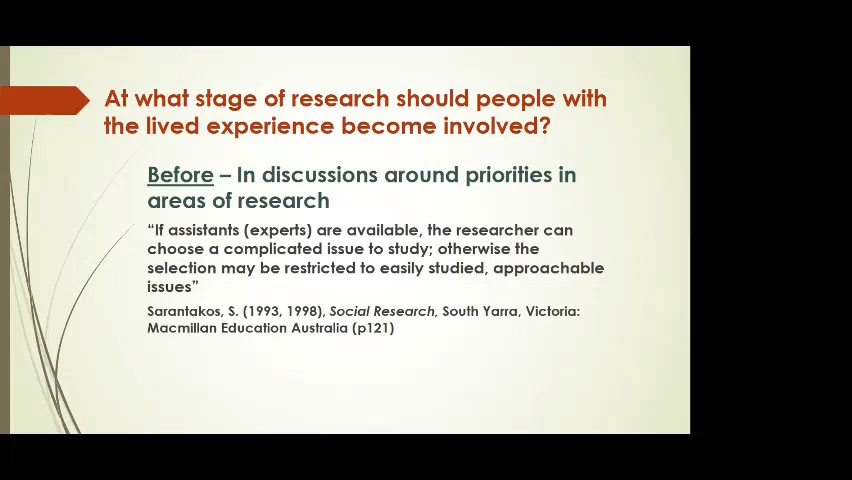 At what stage of research should people with
the lived experience become involved?
Before – In discussions around priorities in
areas of research
“If assistants (experts) are available, the researcher can
choose a complicated issue to study; otherwise the
selection may be restricted to easily studied, approachable
issues”
Sarantakos, S. (1993, 1998), Social Research, South Yarra, Victoria:
Macmillan Education Australia (p121)